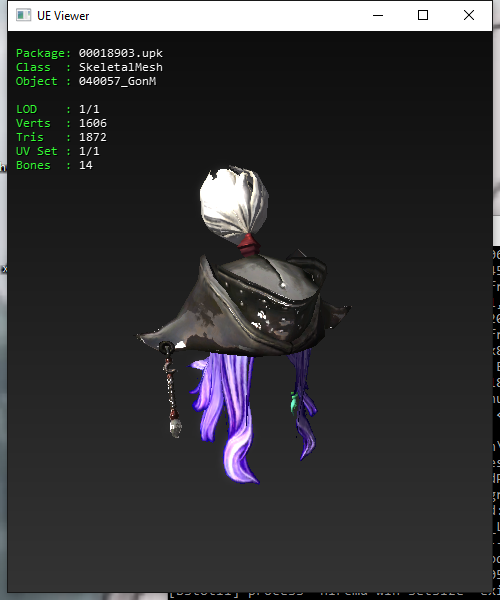 UE Viewer
Package: 00018903.upk
Class : SkeletalMesh
Object : 040057_GonM
LOD : 1/1
Verts : 1606
Tris : 1872
UV Set : 1/1
Bones : 14